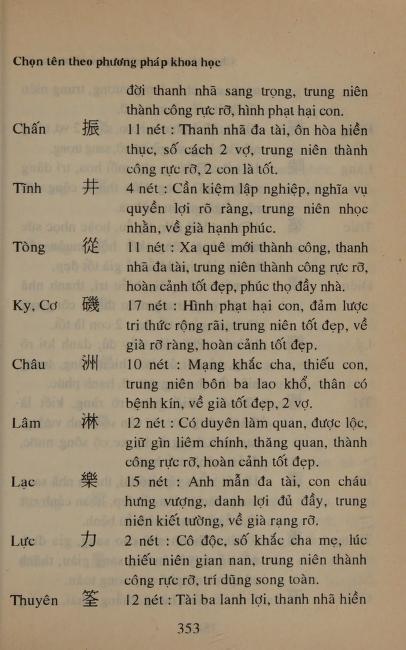 Chọn tên theo phương pháp khoa học
đời thanh nhã sang trọng, trung niên
thành công rực rỡ, hình phạt hại con.
Chấn 振 11 nét : Thanh nhã đa tài, ôn hòa hiền
thục, số cách 2 vợ, trung niên thành
công rực rỡ, 2 con là tốt.
Tĩnh 井 4 nét : Cần kiệm lập nghiệp, nghĩa vụ
quyền lợi rõ ràng, trung niên nhọc
nhằn, về già hạnh phúc.
Tòng 從 11 nét : Xa quê mới thành công, thanh
nhã đa tài, trung niên thành công rực rỡ,
hoàn cảnh tốt đẹp, phúc thọ đầy nhà.
Ky, Cơ 磯 17 nét : Hình phạt hại con, đảm lược
tri thức rộng rãi, trung niên tốt đẹp, về
già rỡ ràng, hoàn cảnh tốt đẹp.
Châu 洲 10 nét : Mạng khắc cha, thiếu con,
trung niên bôn ba lao khổ, thân có
bệnh kín, về già tốt đẹp, 2 vợ.
Lâm 淋 12 nét : Có duyên làm quan, được lộc,
giữ gìn liêm chính, thăng quan, thành
công rực rỡ, hoàn cảnh tốt đẹp.
Lạc 樂 15 nét : Anh mẫn đa tài, con cháu
hưng vượng, danh lợi đủ đầy, trung
niên kiết tường, về già rạng rỡ.
Lực 力 2 nét : Cô độc, số khắc cha mẹ, lúc
thiếu niên gian nan, trung niên thành
công rực rỡ, trí dũng song toàn.
Thuyên 筌 12 nét : Tài ba lanh lợi, thanh nhã hiền
353